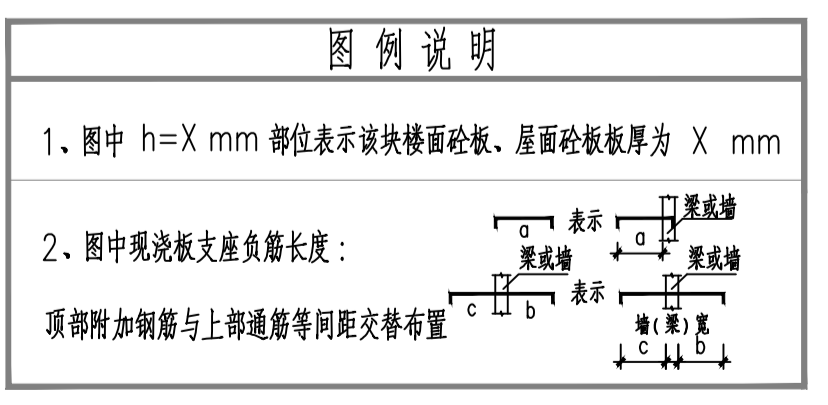 图例说明
1、图中 h=X mm 部位表示该块楼面砼板、屋面砼板板厚为 X mm
2、图中现浇板支座负筋长度:
a 表示 a 梁或墙
梁或墙 梁或墙
c b 表示
顶部附加钢筋与上部通筋等间距交替布置
墙(梁)宽
c b